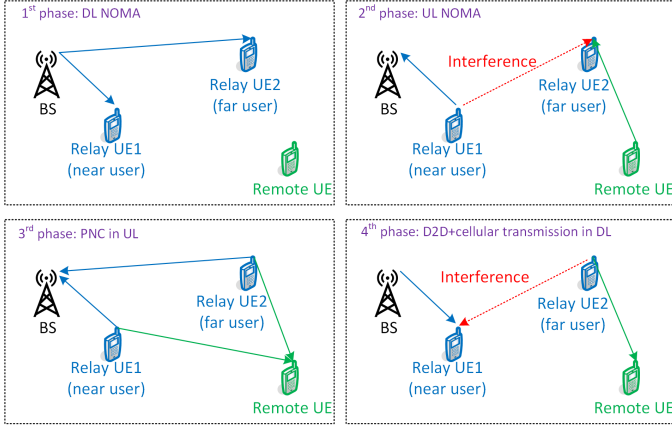 1st phase: DL NOMA
BS
Relay UE2
(far user)
Relay UE1
(near user)
Remote UE
2nd phase: UL NOMA
Interference
BS
Relay UE2
(far user)
Relay UE1
(near user)
Remote UE
3rd phase: PNC in UL
BS
Relay UE2
(far user)
Relay UE1
(near user)
Remote UE
4th phase: D2D+cellular transmission in DL
Interference
BS
Relay UE2
(far user)
Relay UE1
(near user)
Remote UE